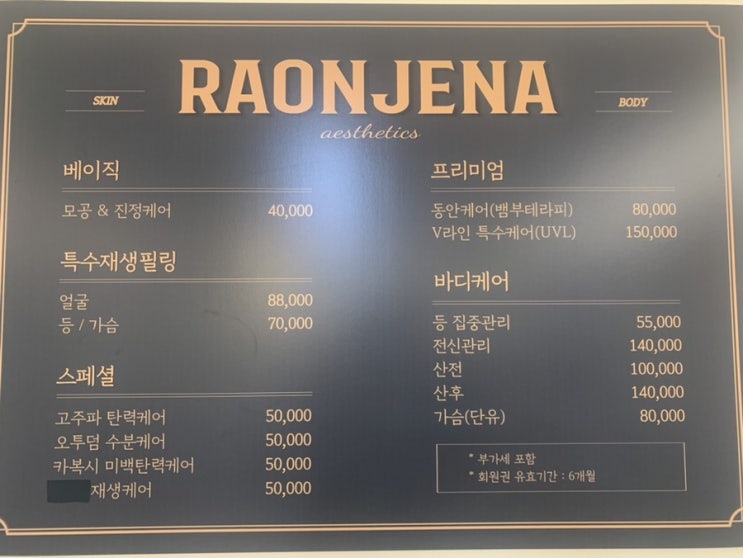 SKIN
RAONJENA
BODY
aesthetics
베이직
모공 & 진정케어 40,000
특수재생필링
얼굴 88,000
등 / 가슴 70,000
스페셜
고주파 탄력케어 50,000
오투덤 수분케어 50,000
카복시 미백탄력케어 50,000
재생케어 50,000
프리미엄
동안케어(뱀부테라피) 80,000
V라인 특수케어(UVL) 150,000
바디케어
등 집중관리 55,000
전신관리 140,000
산전 100,000
산후 140,000
가슴(단유) 80,000
* 부가세 포함
* 회원권 유효기간 : 6개월